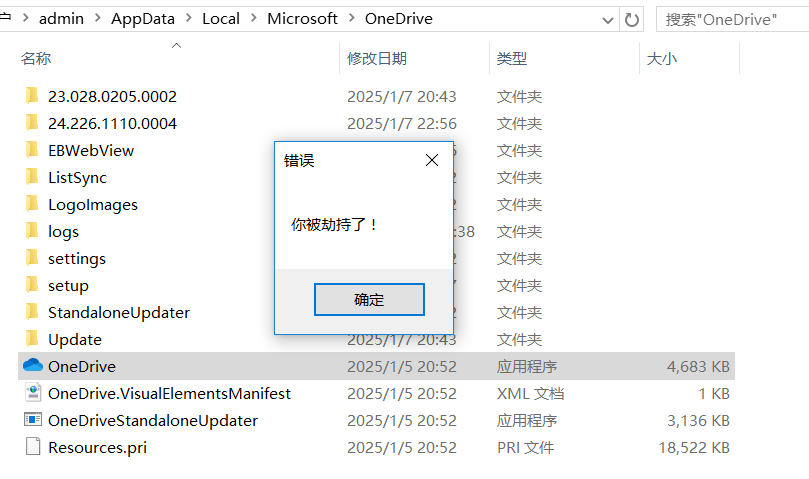 户 > admin > AppData > Local > Microsoft > OneDrive 搜索"OneDrive"
名称 修改日期 类型 大小
23.028.0205.0002 2025/1/7 20:43 文件夹
24.226.1110.0004 2025/1/7 22:56 文件夹
EBWebView 文件夹
ListSync 文件夹
LogoImages 文件夹
logs :38 文件夹
settings 文件夹
setup 文件夹
StandaloneUpdater 文件夹
Update 2025/1/7 20:43 文件夹
OneDrive 2025/1/5 20:52 应用程序 4,683 KB
OneDrive.VisualElementsManifest 2025/1/5 20:52 XML 文档 1 KB
OneDriveStandaloneUpdater 2025/1/5 20:52 应用程序 3,136 KB
Resources.pri 2025/1/5 20:52 PRI 文件 18,522 KB
错误
你被劫持了！
确定